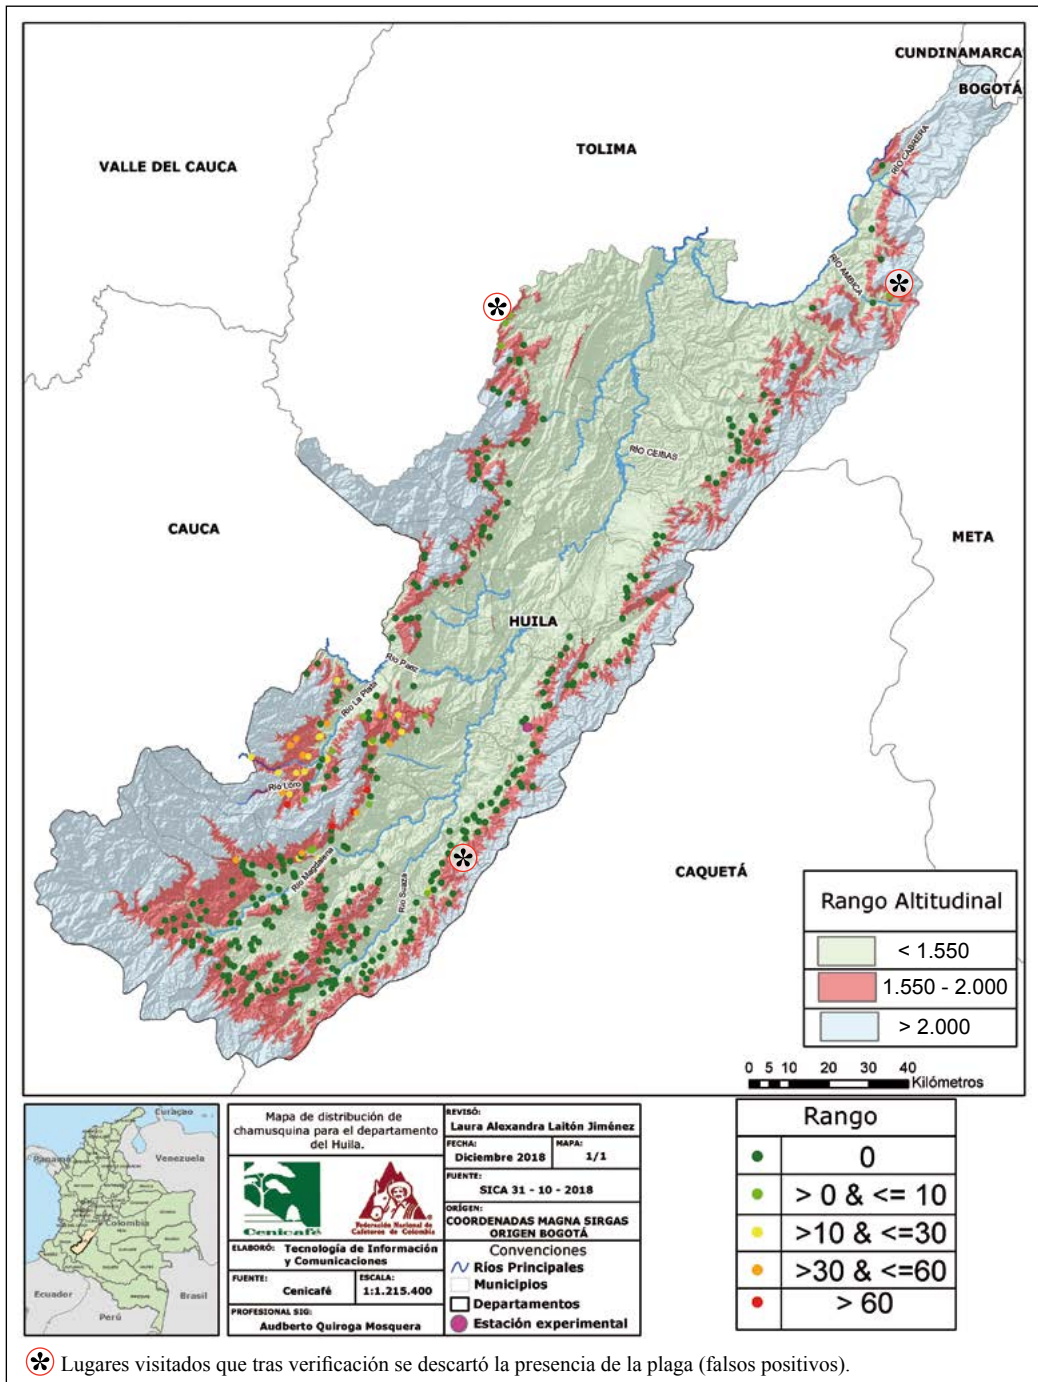 CUNDINAMARCA
BOGOTÁ
TOLIMA
VALLE DEL CAUCA
RÍO CABRERA
RÍO AMBICA
RÍO CEIBAS
CAUCA
META
HUILA
Río Paez
Río La Plata
Río Loro
Río Magdalena
Río Suaza
CAQUETÁ
Rango Altitudinal
< 1.550
1.550 - 2.000
> 2.000
0 5 10 20 30 40
Kilómetros
Curaçao
Panamá
Venezuela
Colombia
Ecuador
Perú
Brasil
Mapa de distribución de
chamusquina para el departamento
del Huila.
Cenicafé
Federación Nacional de
Cafeteros de Colombia
ELABORÓ: Tecnología de Información
y Comunicaciones
FUENTE:
Cenicafé
ESCALA:
1:1.215.400
PROFESIONAL SIG:
Audberto Quiroga Mosquera
REVISÓ:
Laura Alexandra Laitón Jiménez
FECHA:
Diciembre 2018
MAPA:
1/1
FUENTE:
SICA 31 - 10 - 2018
ORÍGEN:
COORDENADAS MAGNA SIRGAS
ORIGEN BOGOTÁ
Convenciones
Ríos Principales
Municipios
Departamentos
Estación experimental
Rango
0
> 0 & <= 10
>10 & <=30
>30 & <=60
> 60
Lugares visitados que tras verificación se descartó la presencia de la plaga (falsos positivos).